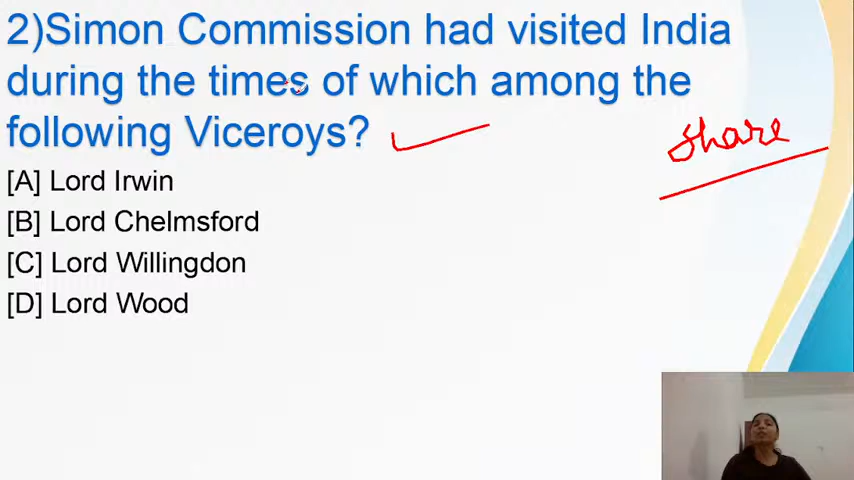 2)Simon Commission had visited India
during the times of which among the
following Viceroys?
share
[A] Lord Irwin
[B] Lord Chelmsford
[C] Lord Willingdon
[D] Lord Wood